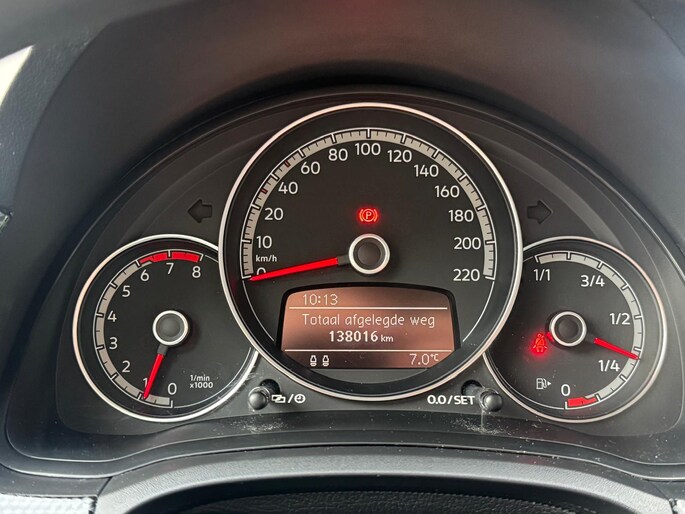 80 100 120
60 140
40 160
20 180
10 200
km/h
0 220
(P)
5 6 7 8
4
3
2
1 0
1/min
x1000
1/1 3/4
1/2
1/4
0
10:13
Totaal afgelegde weg
138016 km
7.0°C
0.0/SET